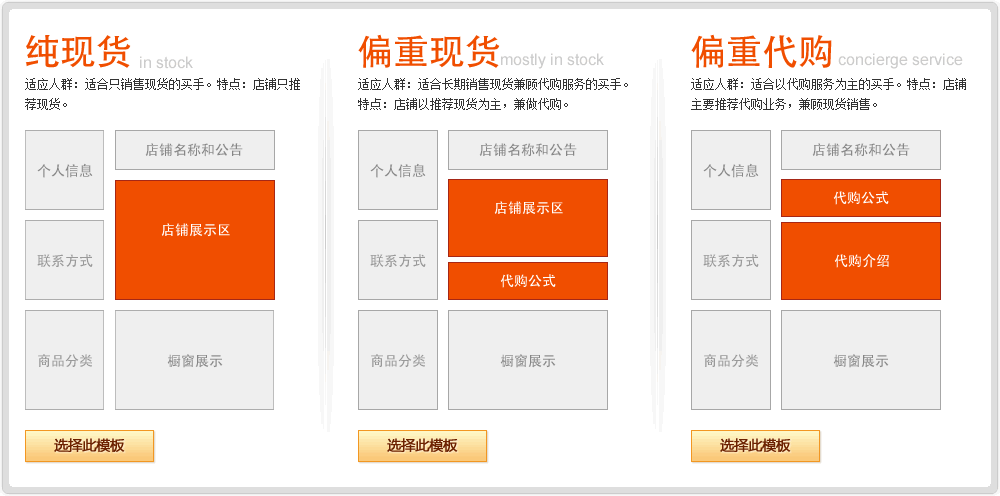 纯现货 in stock
适应人群：适合只销售现货的买手。特点：店铺只推
荐现货。
个人信息
店铺名称和公告
店铺展示区
联系方式
商品分类
橱窗展示
选择此模板
偏重现货mostly in stock
适应人群：适合长期销售现货兼顾代购服务的买手。
特点：店铺以推荐现货为主，兼做代购。
个人信息
店铺名称和公告
店铺展示区
联系方式
代购公式
商品分类
橱窗展示
选择此模板
偏重代购 concierge service
适应人群：适合以代购服务为主的买手。特点：店铺
主要推荐代购业务，兼顾现货销售。
个人信息
店铺名称和公告
代购公式
联系方式
代购介绍
商品分类
橱窗展示
选择此模板